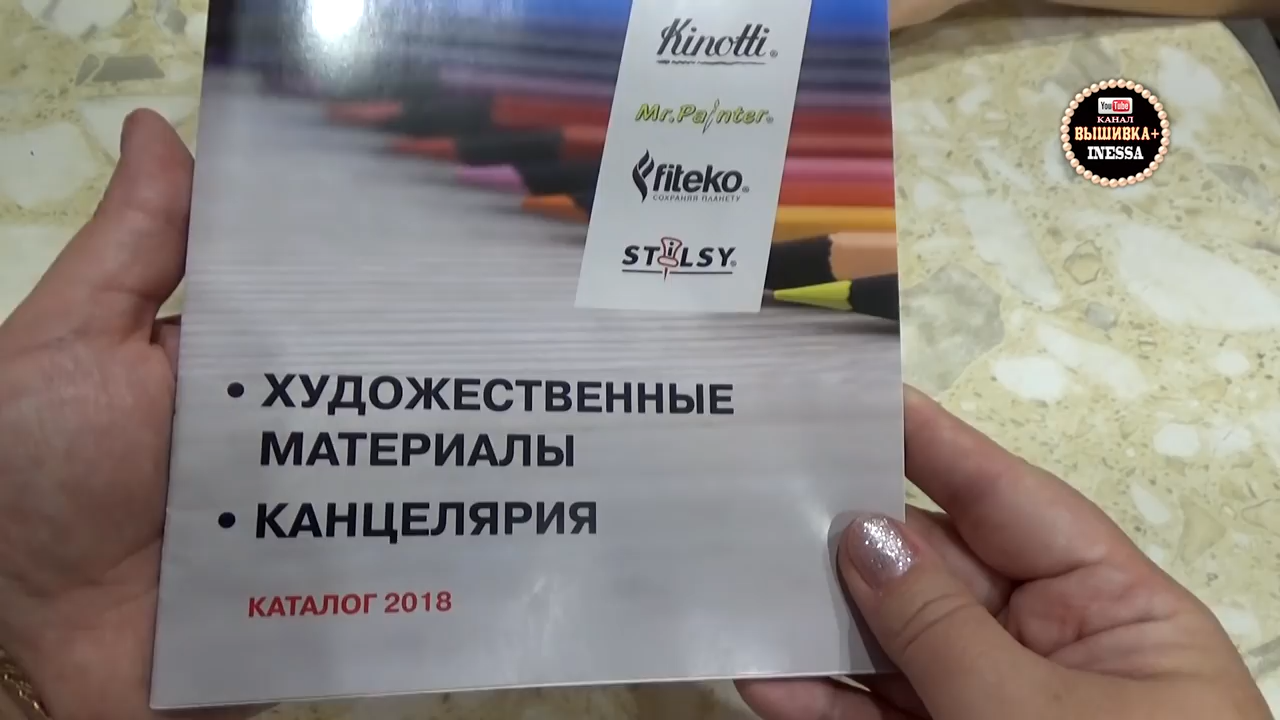 Kinotti®
Mr.Painter®
fiteko®
СОХРАНЯЯ ПЛАНЕТУ
STILSY®
• ХУДОЖЕСТВЕННЫЕ
МАТЕРИАЛЫ
• КАНЦЕЛЯРИЯ
КАТАЛОГ 2018
YouTube
КАНАЛ
ВЫШИВКА+
INESSA